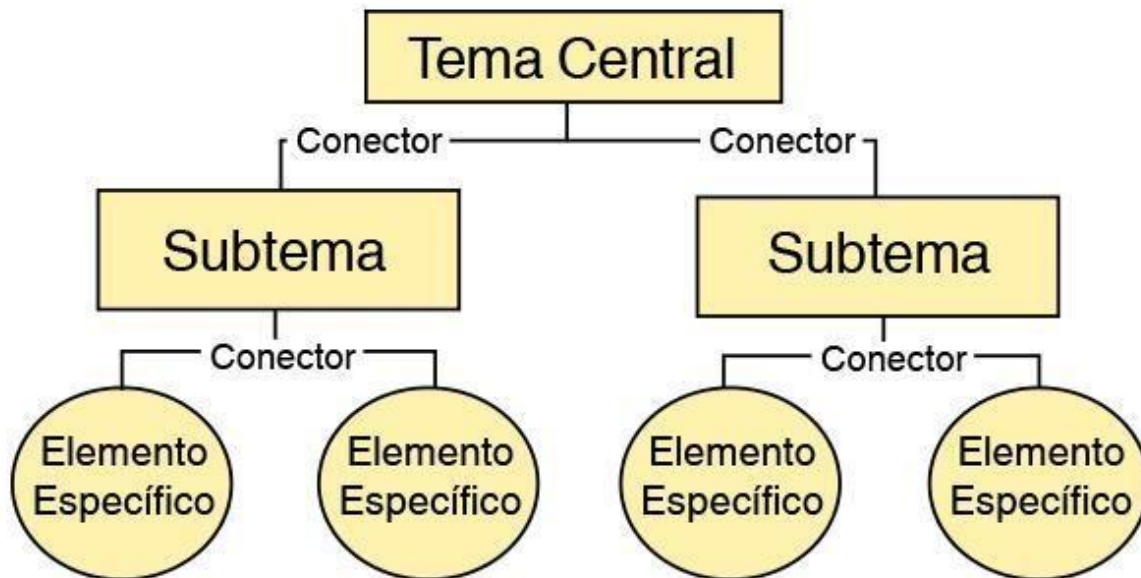 Tema Central
Conector Conector
Subtema Subtema
Conector Conector
Elemento Elemento Elemento Elemento
Específico Específico Específico Específico